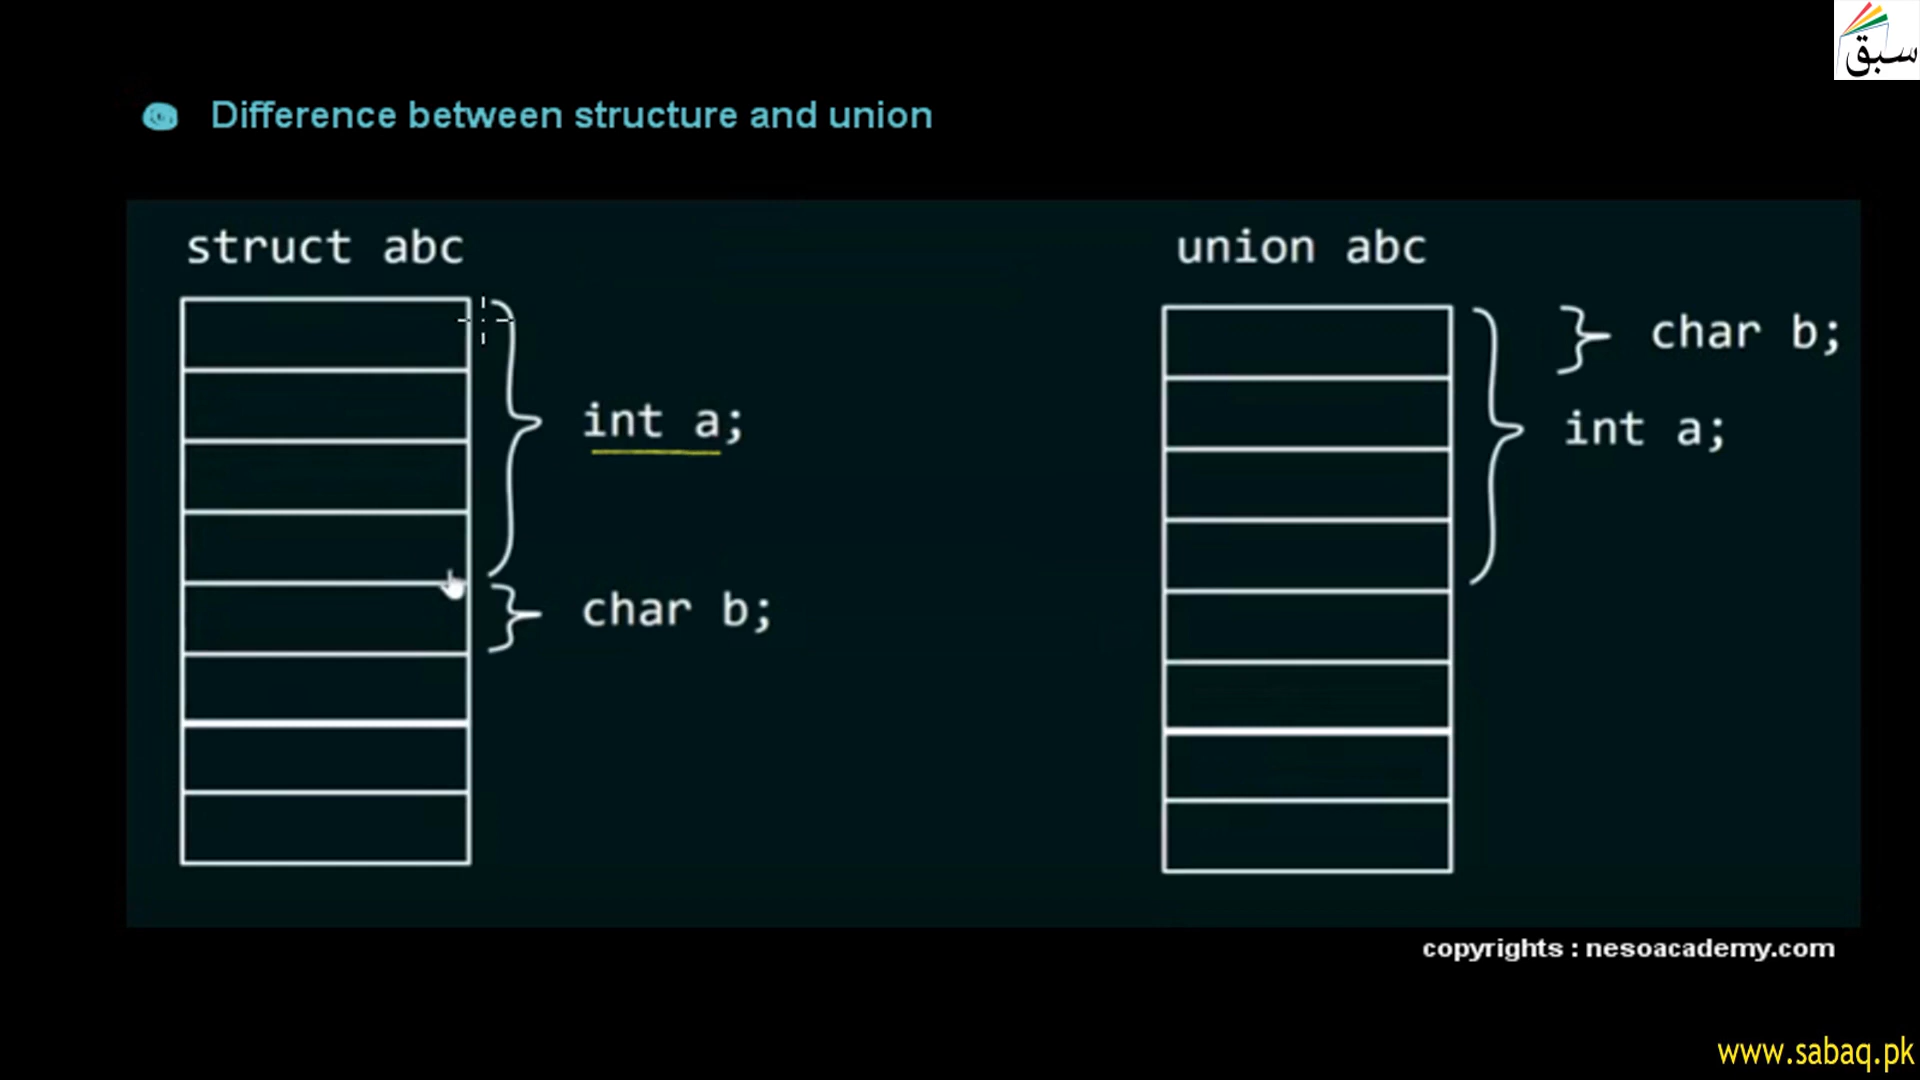 سبق
Difference between structure and union
struct abc
union abc
char b;
int a;
int a;
char b;
copyrights : nesoacademy.com
www.sabaq.pk